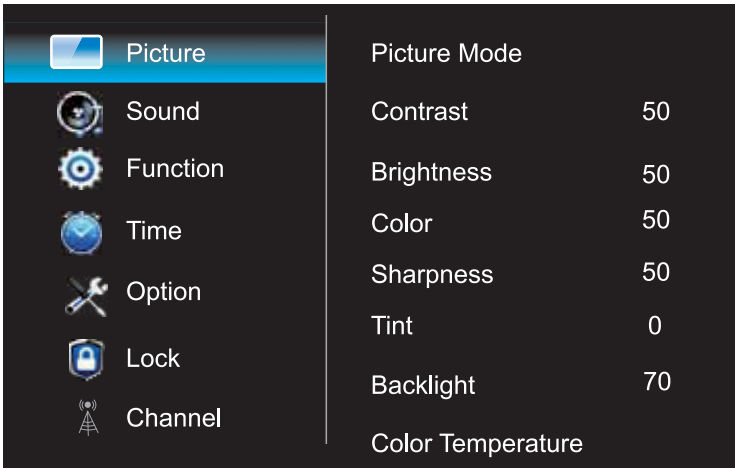 Picture
Sound
Function
Time
Option
Lock
Channel
Picture Mode
Contrast 50
Brightness 50
Color 50
Sharpness 50
Tint 0
Backlight 70
Color Temperature